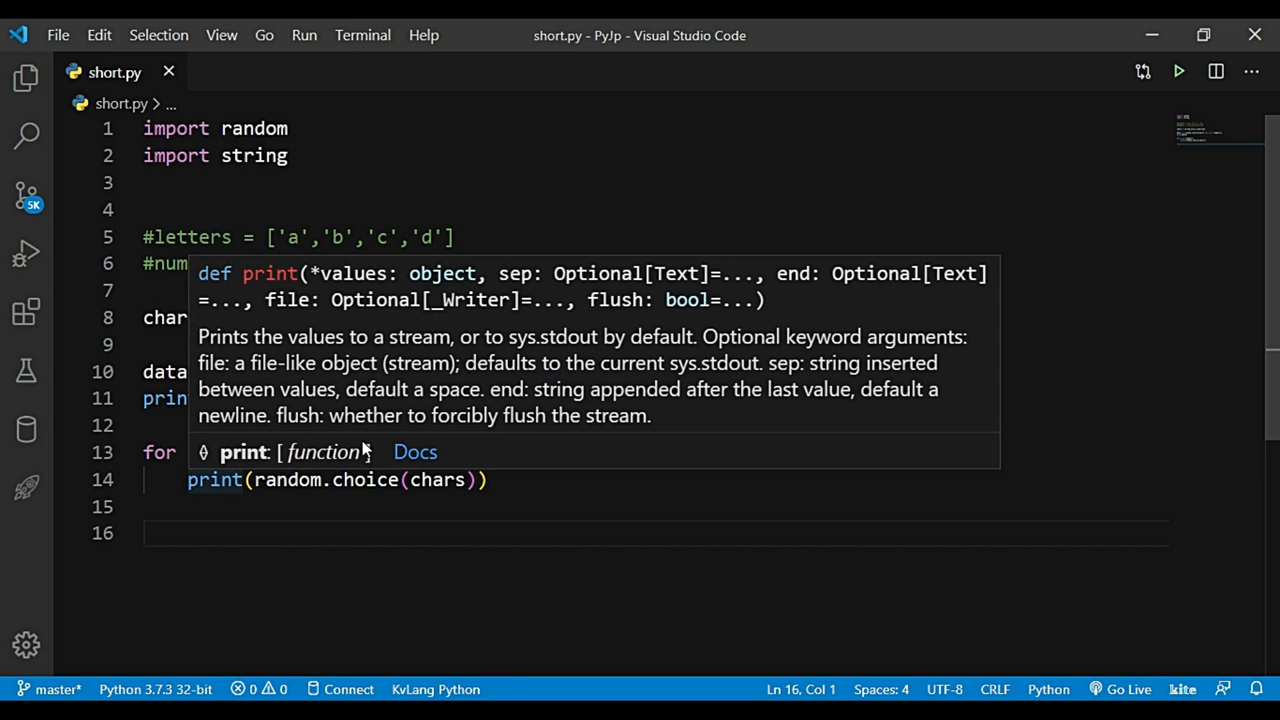 File Edit Selection View Go Run Terminal Help short.py - PyJp - Visual Studio Code
short.py
short.py > ...
1 import random
2 import string
3
4
5 #letters = ['a','b','c','d']
6 #num
def print(*values: object, sep: Optional[Text]=..., end: Optional[Text]
=..., file: Optional[_Writer]=..., flush: bool=...)
Prints the values to a stream, or to sys.stdout by default. Optional keyword arguments:
file: a file-like object (stream); defaults to the current sys.stdout. sep: string inserted
between values, default a space. end: string appended after the last value, default a
newline. flush: whether to forcibly flush the stream.
print: [ function ] Docs
7
8 char
9
10 data
11 prin
12
13 for
14 print(random.choice(chars))
15
16
5K
master* Python 3.7.3 32-bit 0 0 Connect KvLang Python Ln 16, Col 1 Spaces: 4 UTF-8 CRLF Python Go Live kite